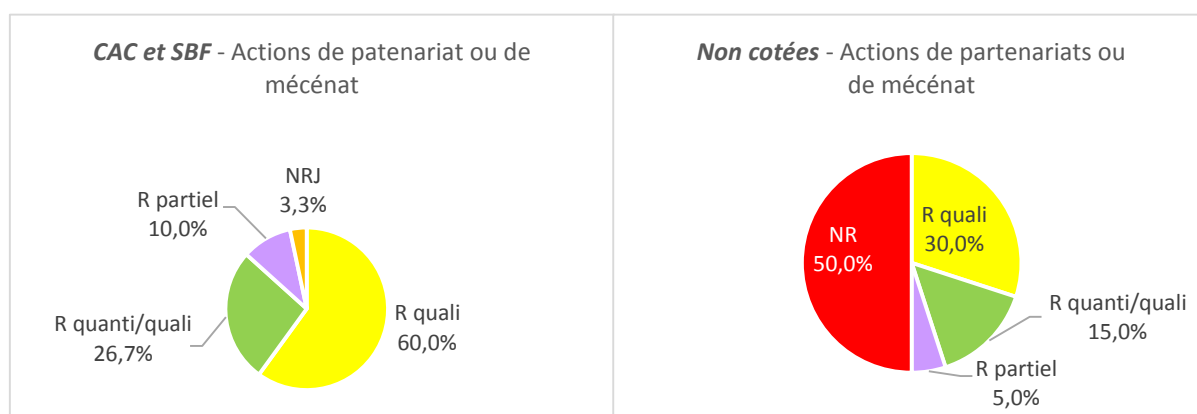 CAC et SBF - Actions de patenariat ou de
mécénat
NRJ
3,3%
R partiel
10,0%
R quanti/quali
26,7%
R quali
60,0%
Non cotées - Actions de partenariats ou
de mécénat
NR
50,0%
R quali
30,0%
R quanti/quali
15,0%
R partiel
5,0%